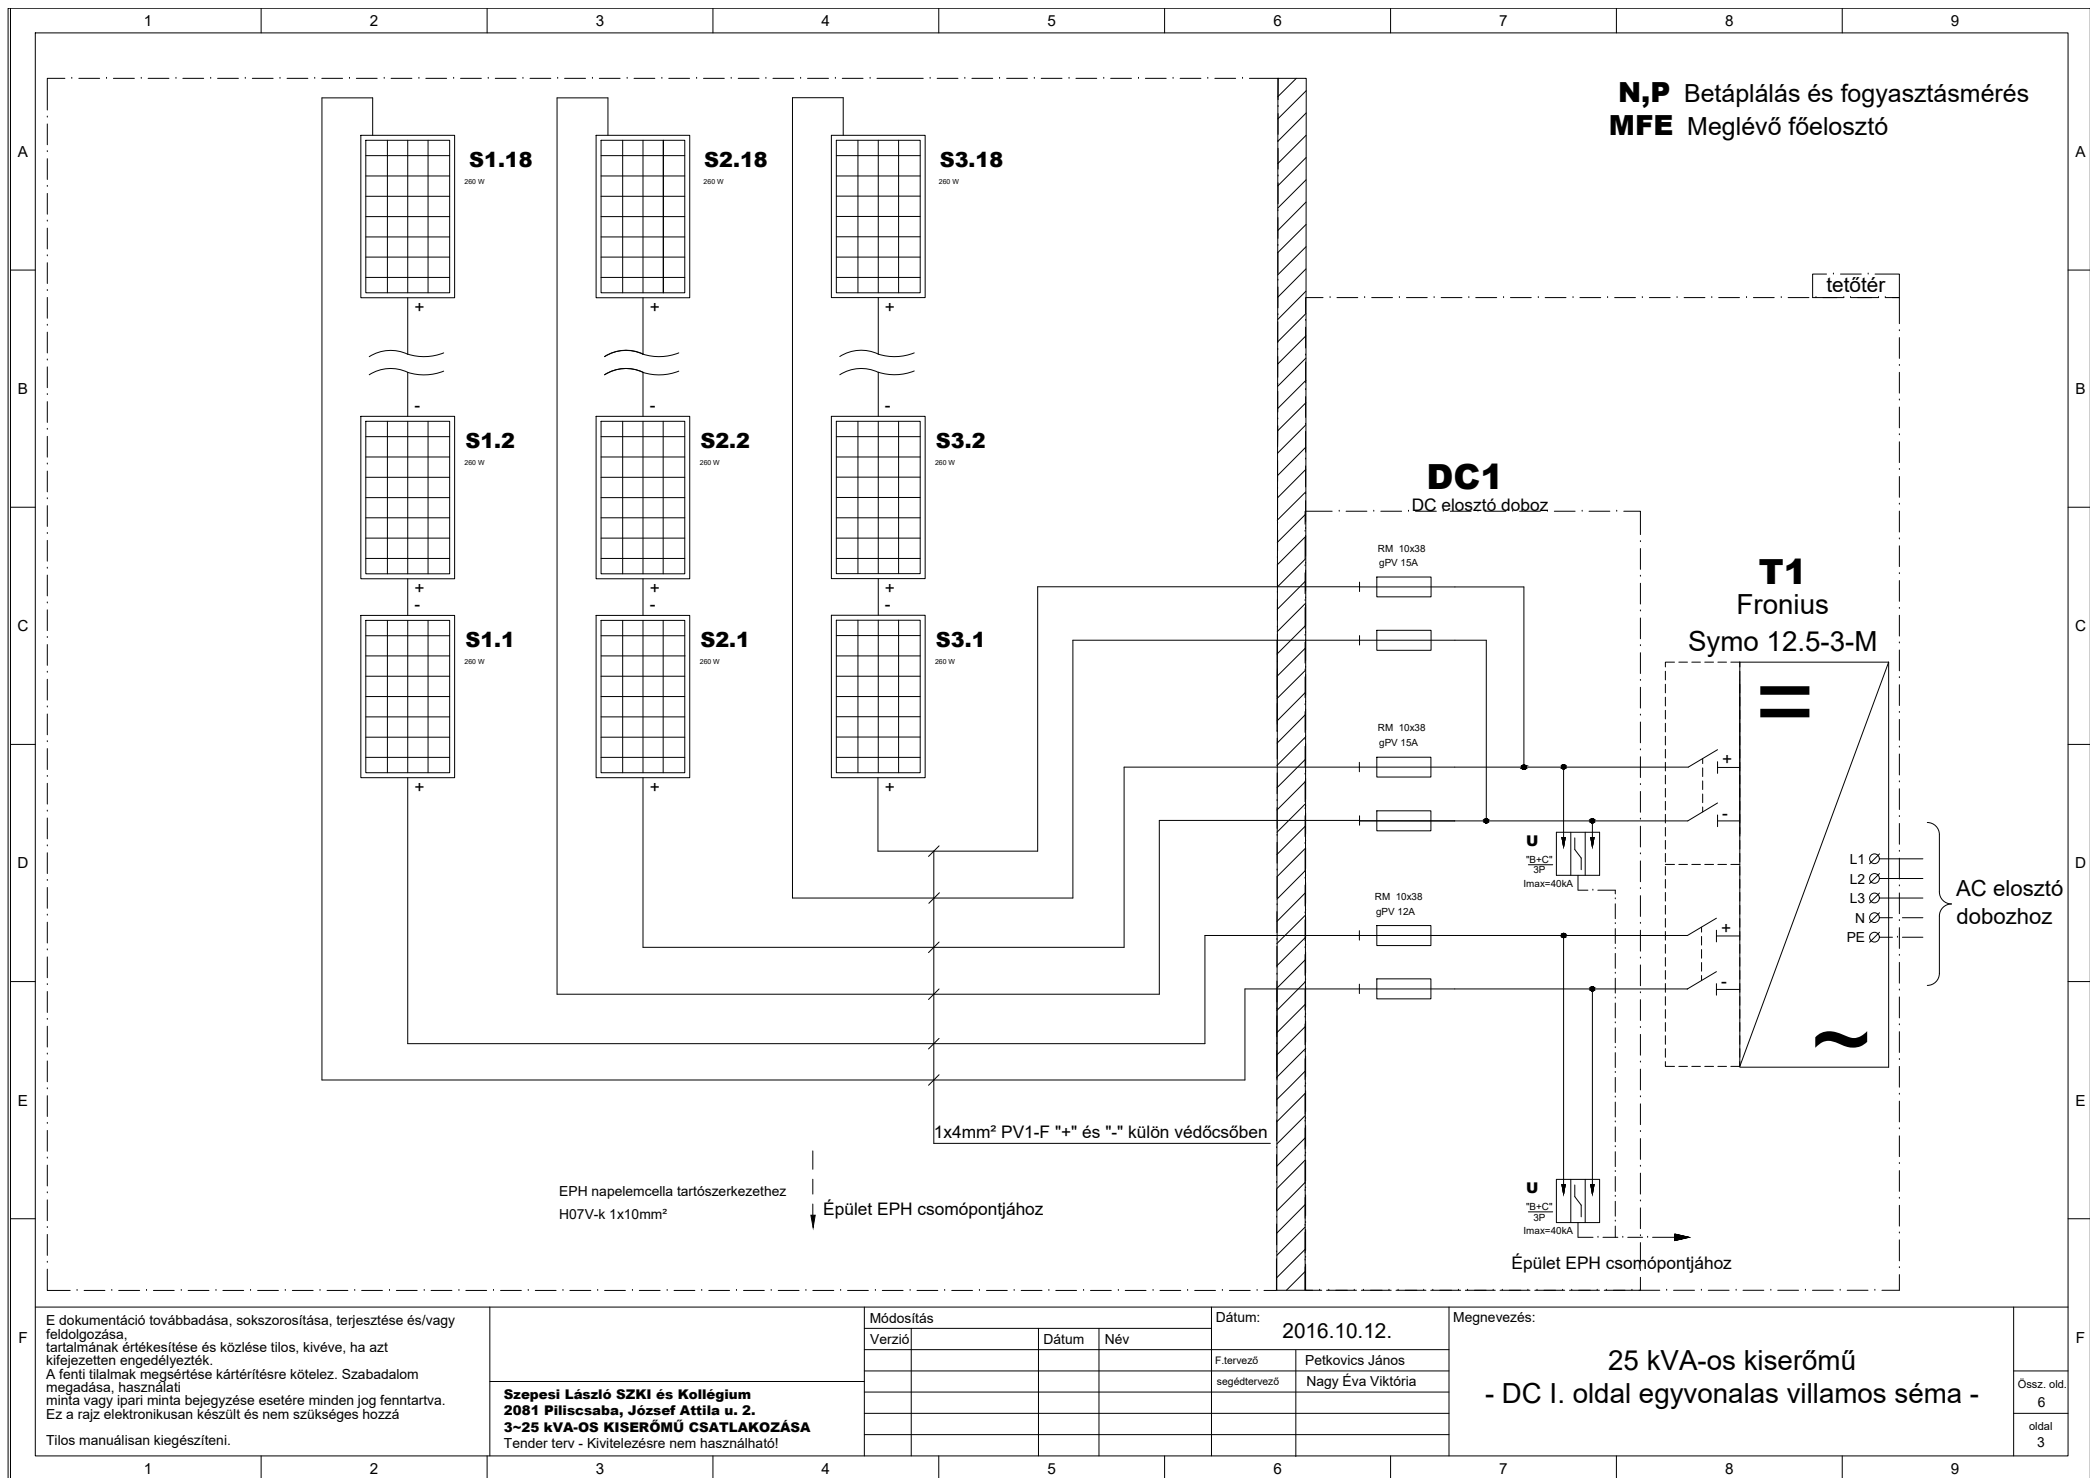 1 2 3 4 5 6 7 8 9
N,P Betáplálás és fogyasztásmérés
MFE Meglévő főelosztó
A A
S1.18 S2.18 S3.18
260 W 260 W 260 W
tetőtér
+ + +
B B
- - -
S1.2 S2.2 S3.2
260 W 260 W 260 W
DC1
DC elosztó doboz
RM 10x38
gPV 15A
T1
Fronius
Symo 12.5-3-M
+ + +
- - -
C C
S1.1 S2.1 S3.1
260 W 260 W 260 W
=
RM 10x38
gPV 15A
+
+ + +
-
U
"B+C"
3P
Imax=40kA
D D
L1
L2
L3
N
PE
AC elosztó
dobozhoz
RM 10x38
gPV 12A
+
-
~
E E
1x4mm² PV1-F "+" és "-" külön védőcsőben
EPH napelemcella tartószerkezethez
H07V-k 1x10mm²
Épület EPH csomópontjához
U
"B+C"
3P
Imax=40kA
Épület EPH csomópontjához
F F
E dokumentáció továbbadása, sokszorosítása, terjesztése és/vagy
feldolgozása,
tartalmának értékesítése és közlése tilos, kivéve, ha azt
kifejezetten engedélyezték.
A fenti tilalmak megsértése kártérítésre kötelez. Szabadalom
megadása, használati
minta vagy ipari minta bejegyzése esetére minden jog fenntartva.
Ez a rajz elektronikusan készült és nem szükséges hozzá
Tilos manuálisan kiegészíteni.
Szepesi László SZKI és Kollégium
2081 Piliscsaba, József Attila u. 2.
3~25 kVA-OS KISERŐMŰ CSATLAKOZÁSA
Tender terv - Kivitelezésre nem használható!
Módosítás
Verzió Dátum Név
Dátum:
2016.10.12.
F.tervező Petkovics János
segédtervező Nagy Éva Viktória
Megnevezés:
25 kVA-os kiserőmű
- DC I. oldal egyvonalas villamos séma -
Össz. old.
6
oldal
3
1 2 3 4 5 6 7 8 9